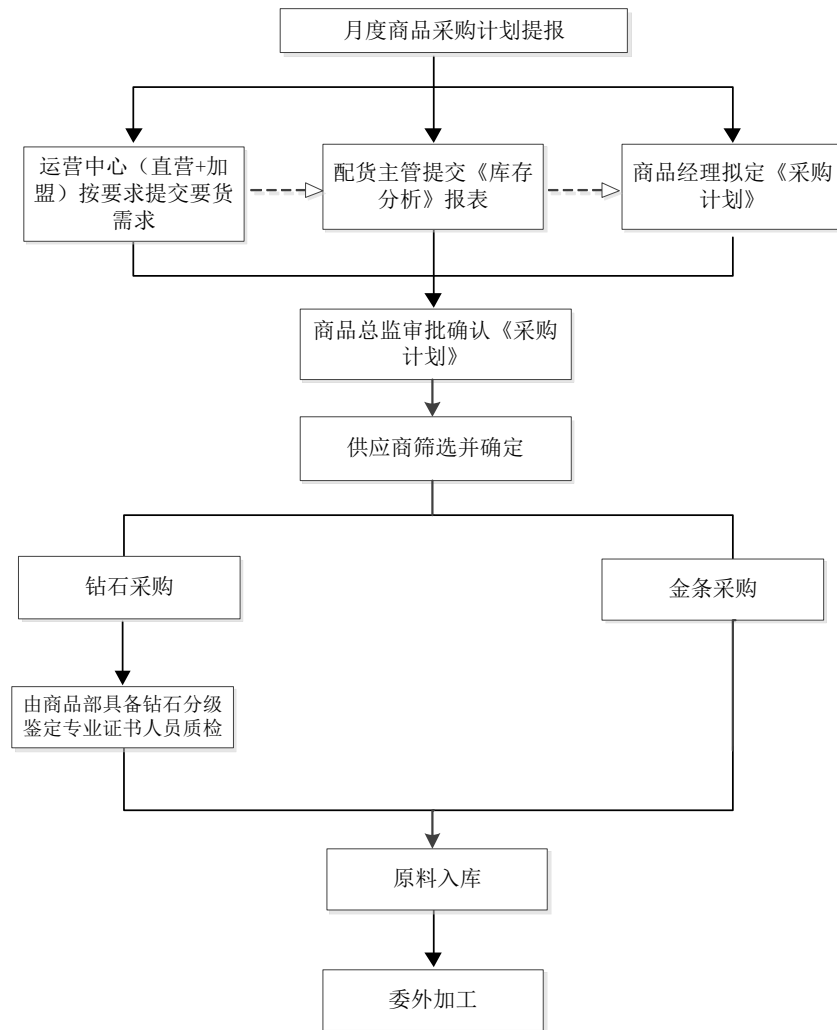 月度商品采购计划提报
运营中心（直营+加
盟）按要求提交要货
需求
配货主管提交《库存
分析》报表
商品经理拟定《采购
计划》
商品总监审批确认《采购
计划》
供应商筛选并确定
钻石采购
金条采购
由商品部具备钻石分级
鉴定专业证书人员质检
原料入库
委外加工